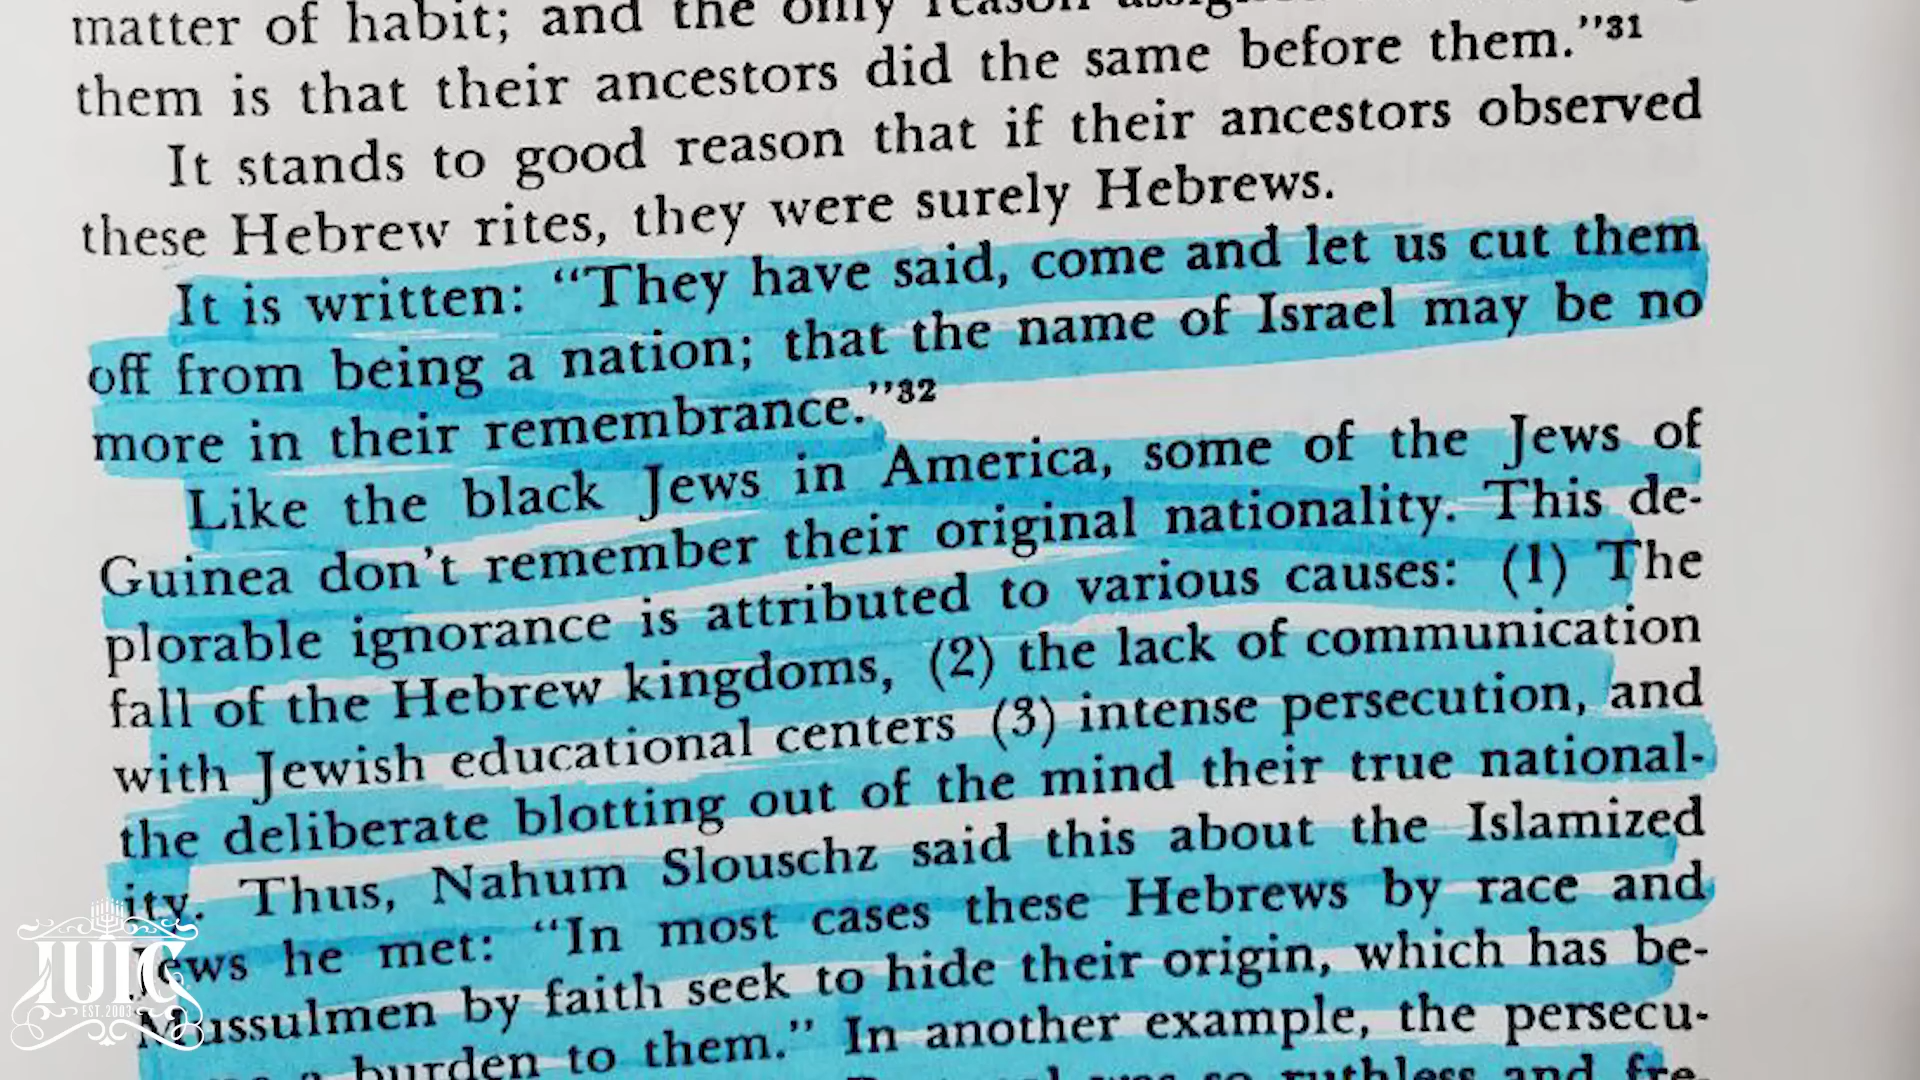 matter of habit; and the only reason
them is that their ancestors did the same before them."31
It stands to good reason that if their ancestors observed
these Hebrew rites, they were surely Hebrews.
It is written: "They have said, come and let us cut them
off from being a nation; that the name of Israel may be no
more in their remembrance."32
Like the black Jews in America, some of the Jews of
Guinea don't remember their original nationality. This de-
plorable ignorance is attributed to various causes: (1) The
fall of the Hebrew kingdoms, (2) the lack of communication
with Jewish educational centers (3) intense persecution, and
the deliberate blotting out of the mind their true national-
ity. Thus, Nahum Slouschz said this about the Islamized
Jews he met: "In most cases these Hebrews by race and
Mussulmen by faith seek to hide their origin, which has be-
a burden to them." In another example, the persecu-
was so ruthless and fre-
IUIC
EST. 2003